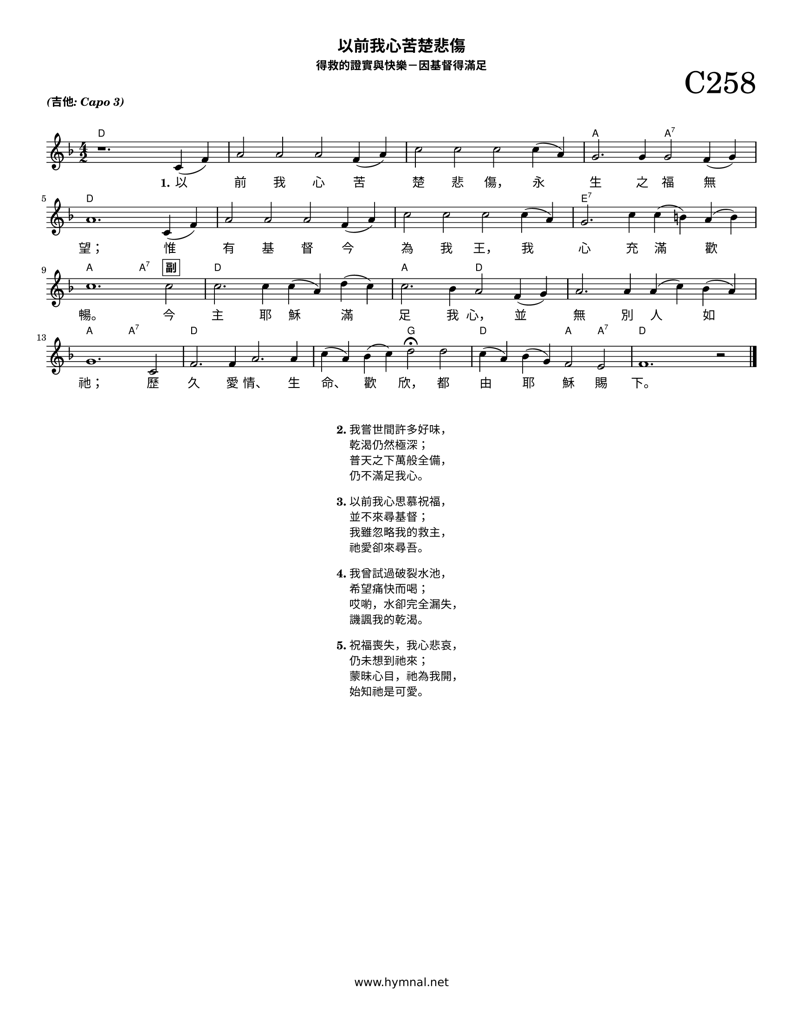 以前我心苦楚悲傷
得救的證實與快樂－因基督得滿足
C258
(吉他: Capo 3)
D A A7
1. 以 前 我 心 苦 楚 悲 傷， 永 生 之 福 無
5 D E7
望； 惟 有 基 督 今 為 我 王， 我 心 充 滿 歡
9 A A7 副 D A D
暢。 今 主 耶 穌 滿 足 我 心， 並 無 別 人 如
13 A A7 D G D A A7 D
祂； 歷 久 愛 情、 生 命、 歡 欣， 都 由 耶 穌 賜 下。
2. 我嘗世間許多好味，
乾渴仍然極深；
普天之下萬般全備，
仍不滿足我心。
3. 以前我心思慕祝福，
並不來尋基督；
我雖忽略我的救主，
祂愛卻來尋吾。
4. 我曾試過破裂水池，
希望痛快而喝；
哎喲，水卻完全漏失，
譏諷我的乾渴。
5. 祝福喪失，我心悲哀，
仍未想到祂來；
蒙昧心目，祂為我開，
始知祂是可愛。
www.hymnal.net